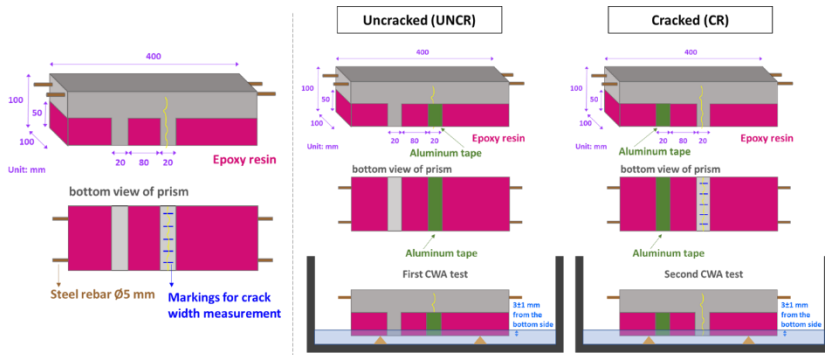 400
100
50
100
Unit: mm
20
80
20
Epoxy resin
bottom view of prism
Steel rebar Ø5 mm
Markings for crack
width measurement
Uncracked (UNCR)
400
100
50
100
Unit: mm
20
80
20
Epoxy resin
Aluminum tape
bottom view of prism
Aluminum tape
First CWA test
3±1 mm
from the
bottom side
Cracked (CR)
400
100
50
100
Unit: mm
20
80
20
Epoxy resin
Aluminum tape
bottom view of prism
Aluminum tape
Second CWA test
3±1 mm
from the
bottom side